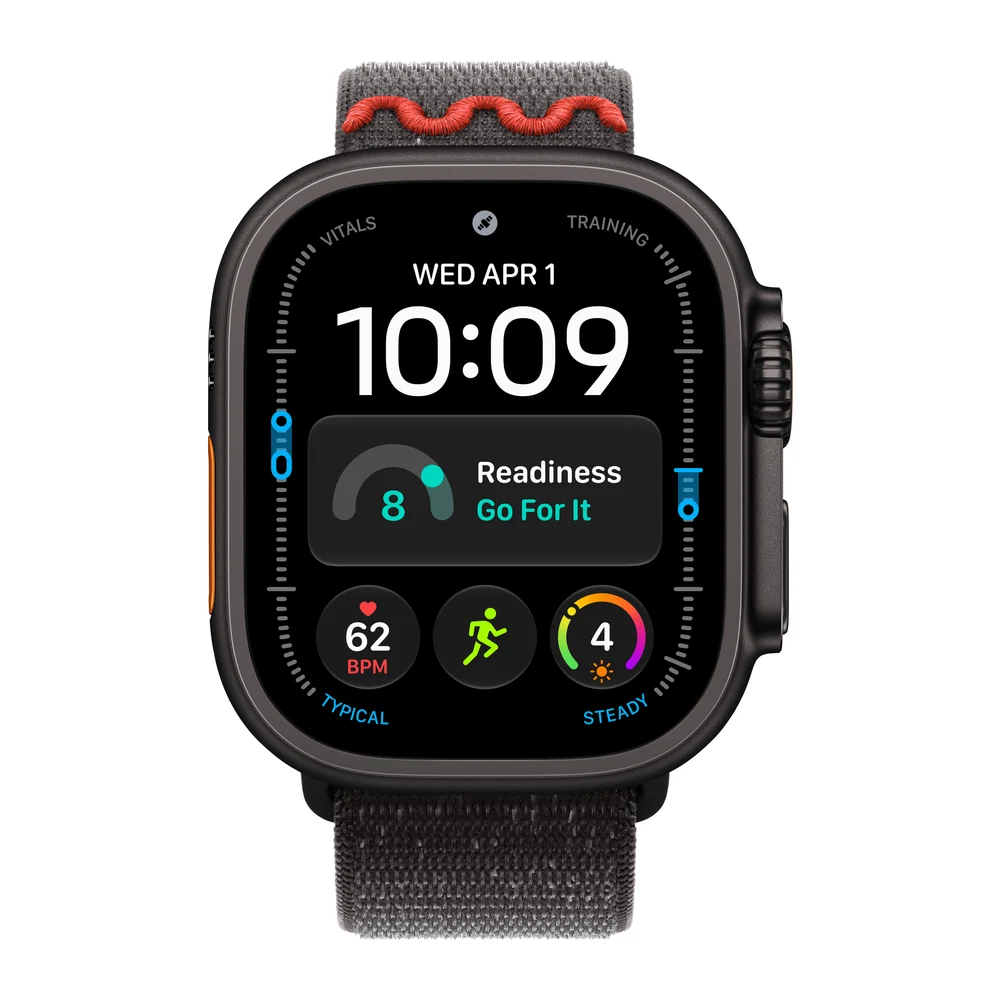 VITALS
TRAINING
WED APR 1
10:09
8
Readiness
Go For It
62
BPM
4
TYPICAL
STEADY